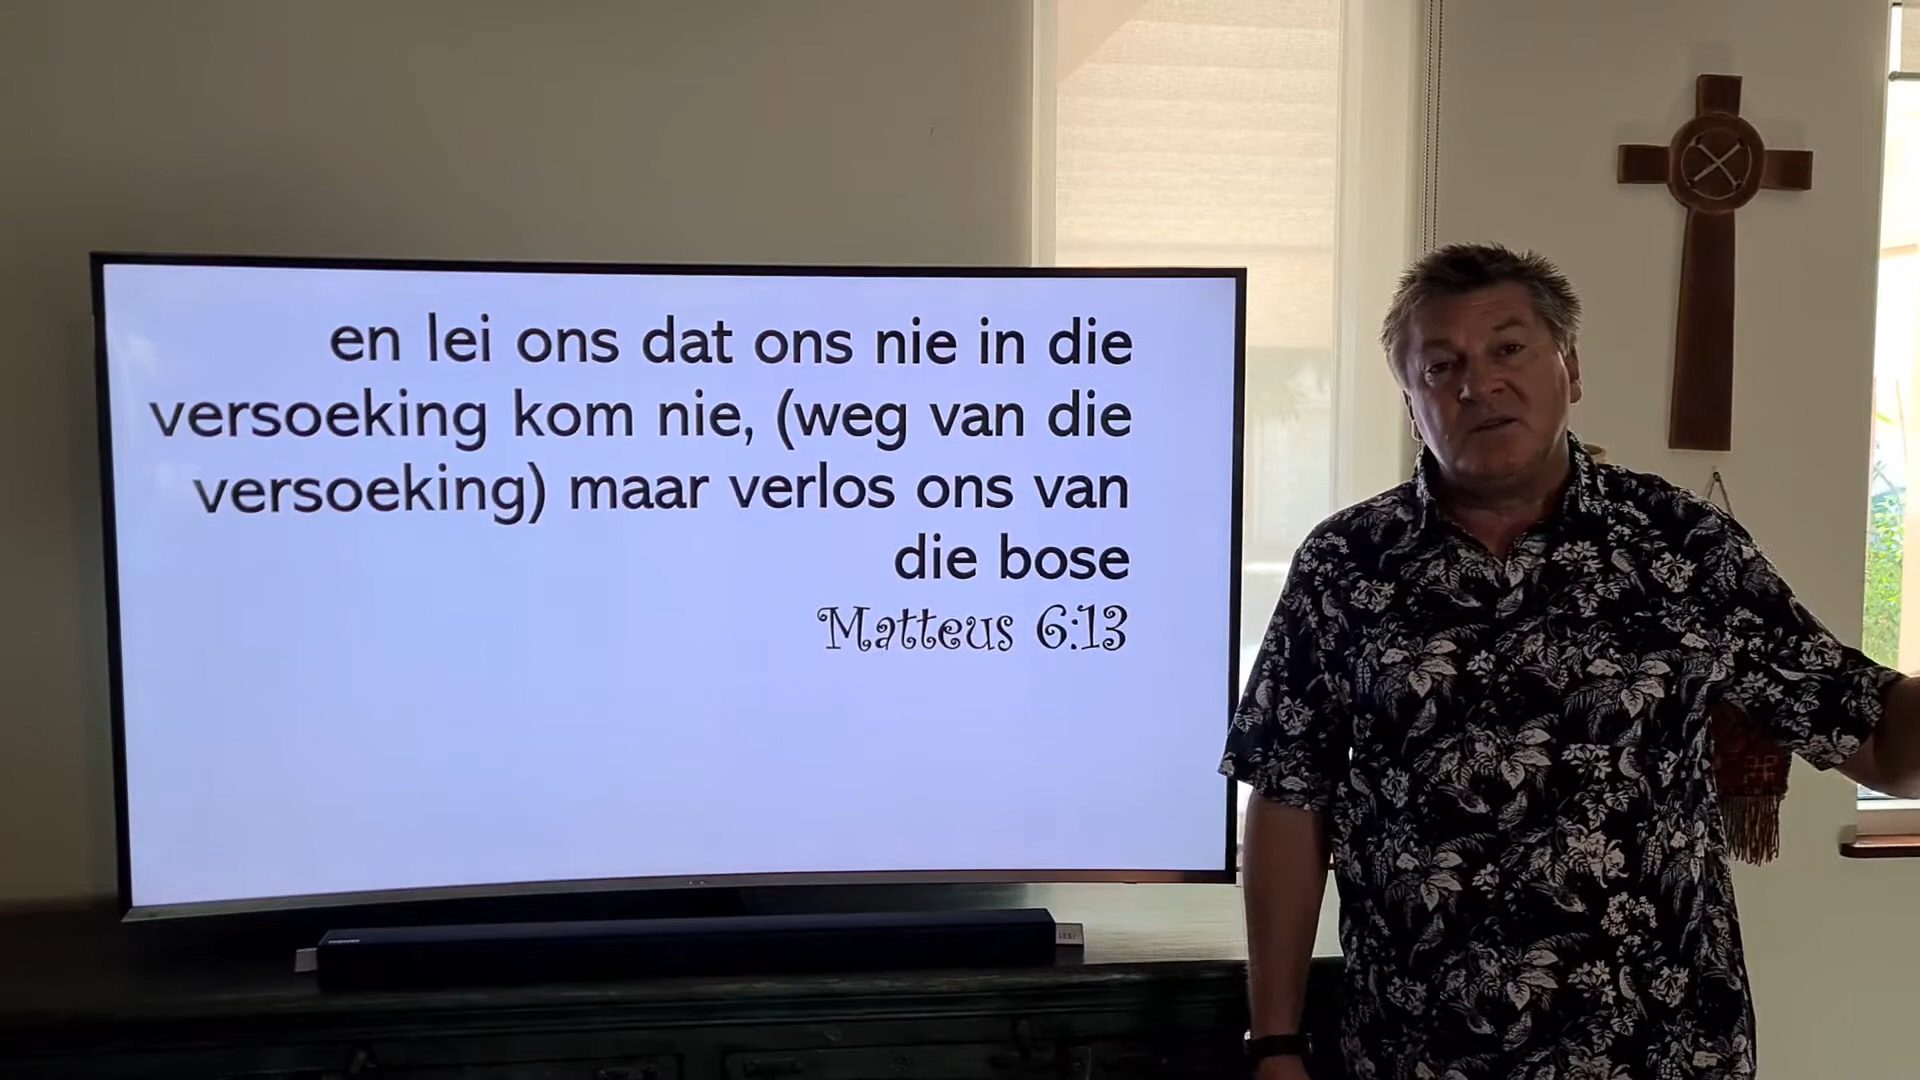 en lei ons dat ons nie in die
versoeking kom nie, (weg van die
versoeking) maar verlos ons van
die bose
Matteus 6:13